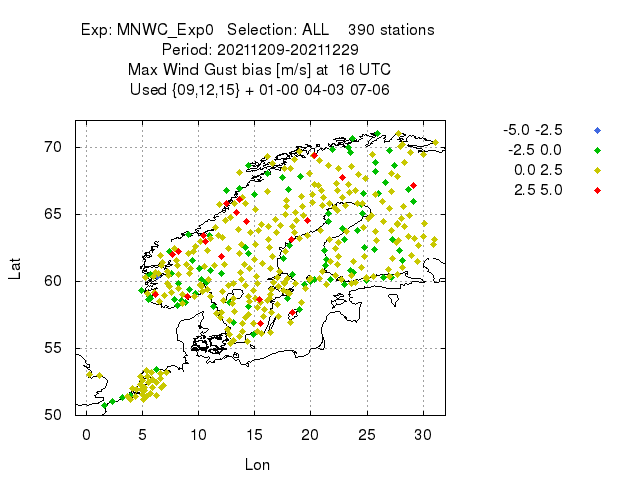 Exp: MNWC_Exp0 Selection: ALL 390 stations
Period: 20211209-20211229
Max Wind Gust bias [m/s] at 16 UTC
Used {09,12,15} + 01-00 04-03 07-06
-5.0 -2.5
-2.5 0.0
0.0 2.5
2.5 5.0
70
65
60
55
50
Lat
0 5 10 15 20 25 30
Lon